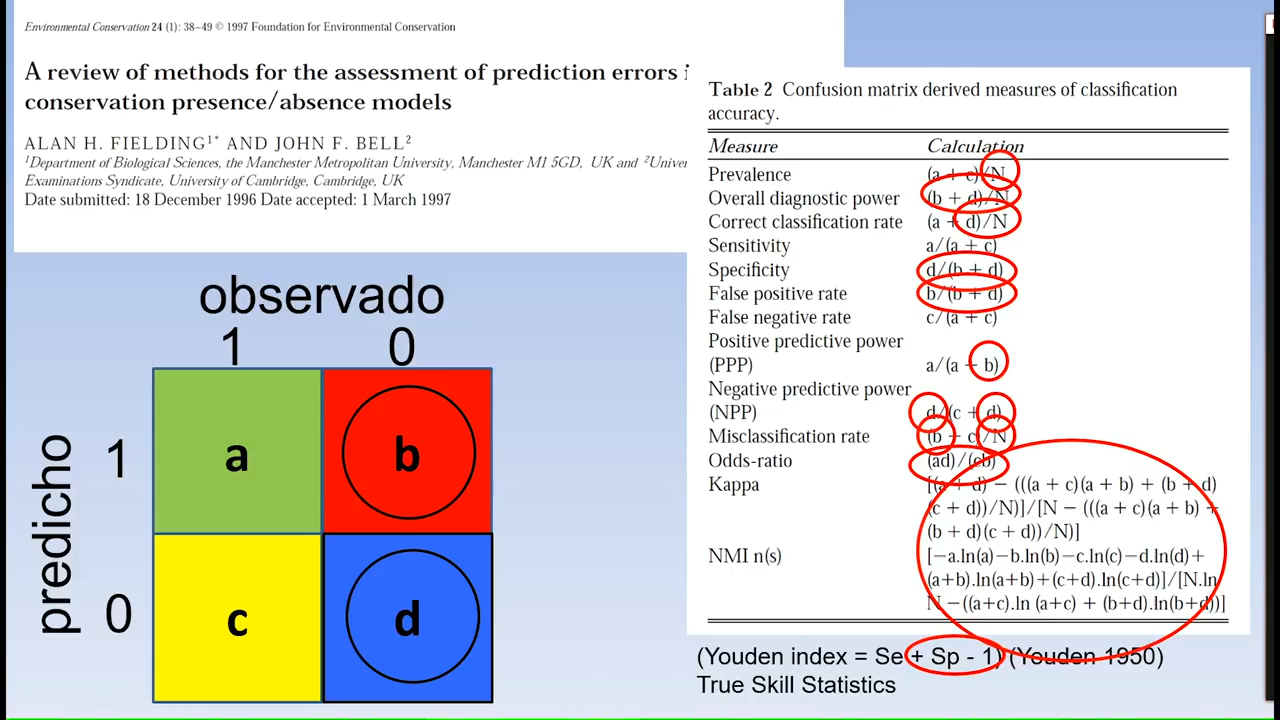 Environmental Conservation 24 (1): 38–49 © 1997 Foundation for Environmental Conservation
A review of methods for the assessment of prediction errors i
conservation presence/absence models
ALAN H. FIELDING¹* AND JOHN F. BELL²
¹Department of Biological Sciences, the Manchester Metropolitan University, Manchester M1 5GD, UK and ²Univer
Examinations Syndicate, University of Cambridge, Cambridge, UK
Date submitted: 18 December 1996 Date accepted: 1 March 1997
observado
1 0
predicho
1 a b
0 c d
Table 2 Confusion matrix derived measures of classification
accuracy.
Measure Calculation
Prevalence (a + c)/N
Overall diagnostic power (b + d)/N
Correct classification rate (a + d)/N
Sensitivity a/(a + c)
Specificity d/(b + d)
False positive rate b/(b + d)
False negative rate c/(a + c)
Positive predictive power
(PPP) a/(a + b)
Negative predictive power
(NPP) d/(c + d)
Misclassification rate (b + c)/N
Odds-ratio (ad)/(cb)
Kappa [(a + d) − (((a + c)(a + b) + (b + d)
(c + d))/N)]/[N − (((a + c)(a + b) +
(b + d)(c + d))/N)]
NMI n(s) [−a.ln(a)−b.ln(b)−c.ln(c)−d.ln(d)+
(a+b).ln(a+b)+(c+d).ln(c+d)]/[N.ln
N −((a+c).ln (a+c) + (b+d).ln(b+d))]
(Youden index = Se + Sp - 1) (Youden 1950)
True Skill Statistics